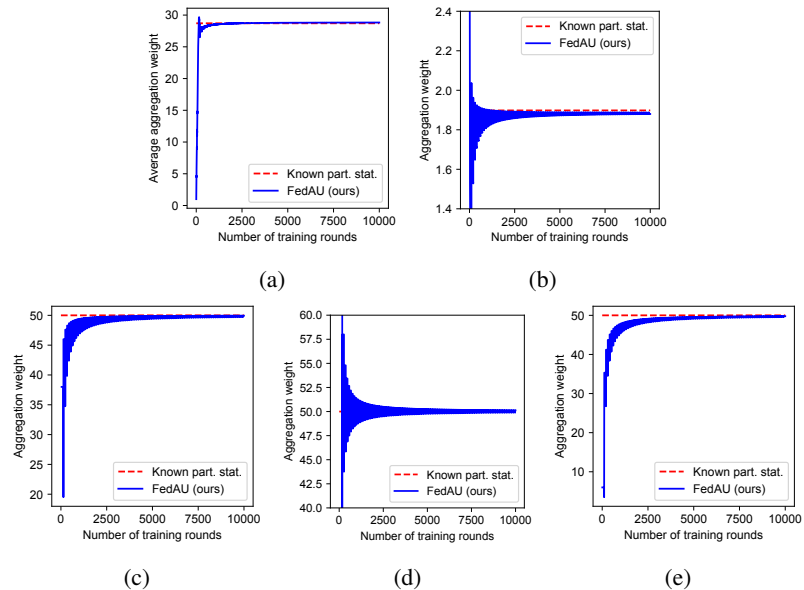 Average aggregation weight
30
25
20
15
10
5
0
Known part. stat.
FedAU (ours)
0 2500 5000 7500 10000
Number of training rounds
(a)
Aggregation weight
2.4
2.2
2.0
1.8
1.6
1.4
Known part. stat.
FedAU (ours)
0 2500 5000 7500 10000
Number of training rounds
(b)
Aggregation weight
50
45
40
35
30
25
20
Known part. stat.
FedAU (ours)
0 2500 5000 7500 10000
Number of training rounds
(c)
Aggregation weight
60.0
57.5
55.0
52.5
50.0
47.5
45.0
42.5
40.0
Known part. stat.
FedAU (ours)
0 2500 5000 7500 10000
Number of training rounds
(d)
Aggregation weight
50
40
30
20
10
Known part. stat.
FedAU (ours)
0 2500 5000 7500 10000
Number of training rounds
(e)